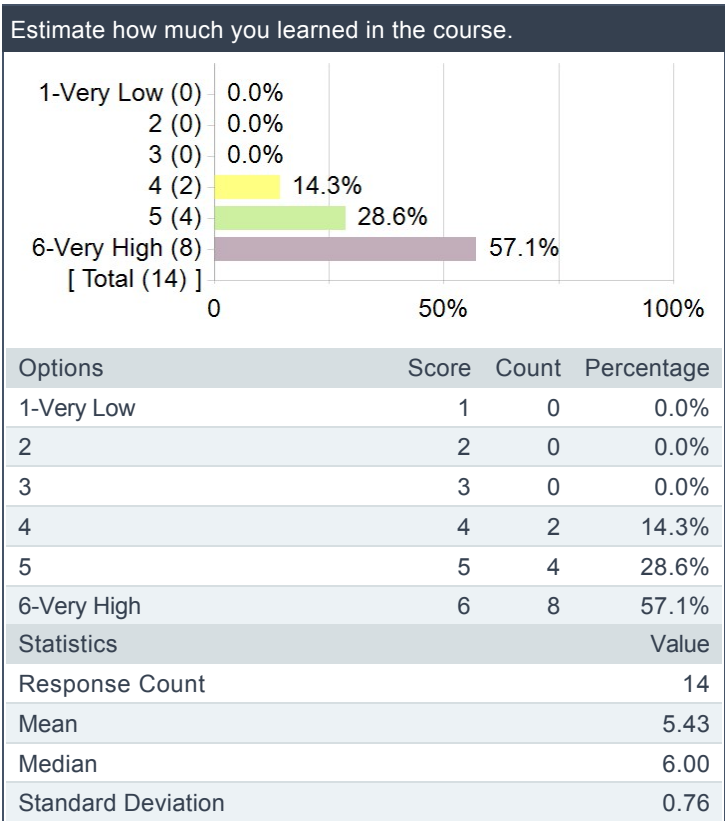 Estimate how much you learned in the course.
1-Very Low (0) 0.0%
2 (0) 0.0%
3 (0) 0.0%
4 (2) 14.3%
5 (4) 28.6%
6-Very High (8) 57.1%
[ Total (14) ]
0 50% 100%
Options Score Count Percentage
1-Very Low 1 0 0.0%
2 2 0 0.0%
3 3 0 0.0%
4 4 2 14.3%
5 5 4 28.6%
6-Very High 6 8 57.1%
Statistics Value
Response Count 14
Mean 5.43
Median 6.00
Standard Deviation 0.76